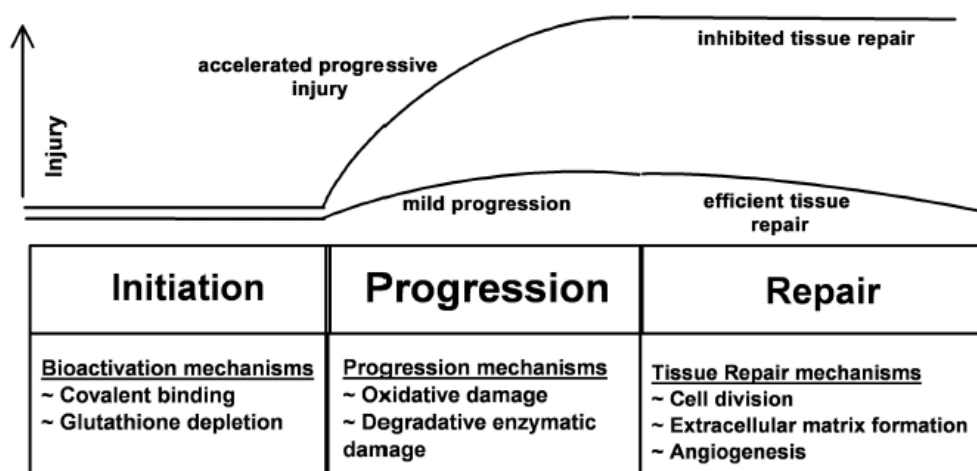 Injury
accelerated progressive
injury
inhibited tissue repair
mild progression
efficient tissue
repair
Initiation
Progression
Repair
Bioactivation mechanisms
~ Covalent binding
~ Glutathione depletion
Progression mechanisms
~ Oxidative damage
~ Degradative enzymatic
damage
Tissue Repair mechanisms
~ Cell division
~ Extracellular matrix formation
~ Angiogenesis